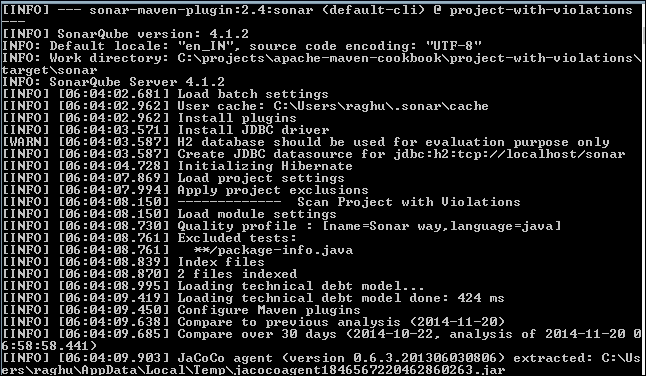 [INFO] --- sonar-maven-plugin:2.4:sonar (default-cli) @ project-with-violations
---
[INFO] SonarQube version: 4.1.2
INFO: Default locale: "en_IN", source code encoding: "UTF-8"
INFO: Work directory: C:\projects\apache-maven-cookbook\project-with-violations\
target\sonar
INFO: SonarQube Server 4.1.2
[INFO] [06:04:02.681] Load batch settings
[INFO] [06:04:02.962] User cache: C:\Users\raghu\.sonar\cache
[INFO] [06:04:02.962] Install plugins
[INFO] [06:04:03.571] Install JDBC driver
[WARN] [06:04:03.587] H2 database should be used for evaluation purpose only
[INFO] [06:04:03.587] Create JDBC datasource for jdbc:h2:tcp://localhost/sonar
[INFO] [06:04:04.728] Initializing Hibernate
[INFO] [06:04:07.869] Load project settings
[INFO] [06:04:07.994] Apply project exclusions
[INFO] [06:04:08.150] -------------  Scan Project with Violations
[INFO] [06:04:08.150] Load module settings
[INFO] [06:04:08.730] Quality profile : [name=Sonar way,language=java]
[INFO] [06:04:08.761] Excluded tests:
[INFO] [06:04:08.761]   **/package-info.java
[INFO] [06:04:08.839] Index files
[INFO] [06:04:08.870] 2 files indexed
[INFO] [06:04:08.995] Loading technical debt model...
[INFO] [06:04:09.419] Loading technical debt model done: 424 ms
[INFO] [06:04:09.450] Configure Maven plugins
[INFO] [06:04:09.638] Compare to previous analysis (2014-11-20)
[INFO] [06:04:09.685] Compare over 30 days (2014-10-22, analysis of 2014-11-20 0
6:58:58.441)
[INFO] [06:04:09.903] JaCoCo agent (version 0.6.3.201306030806) extracted: C:\Us
ers\raghu\AppData\Local\Temp\jacocoagent1846567220462860263.jar